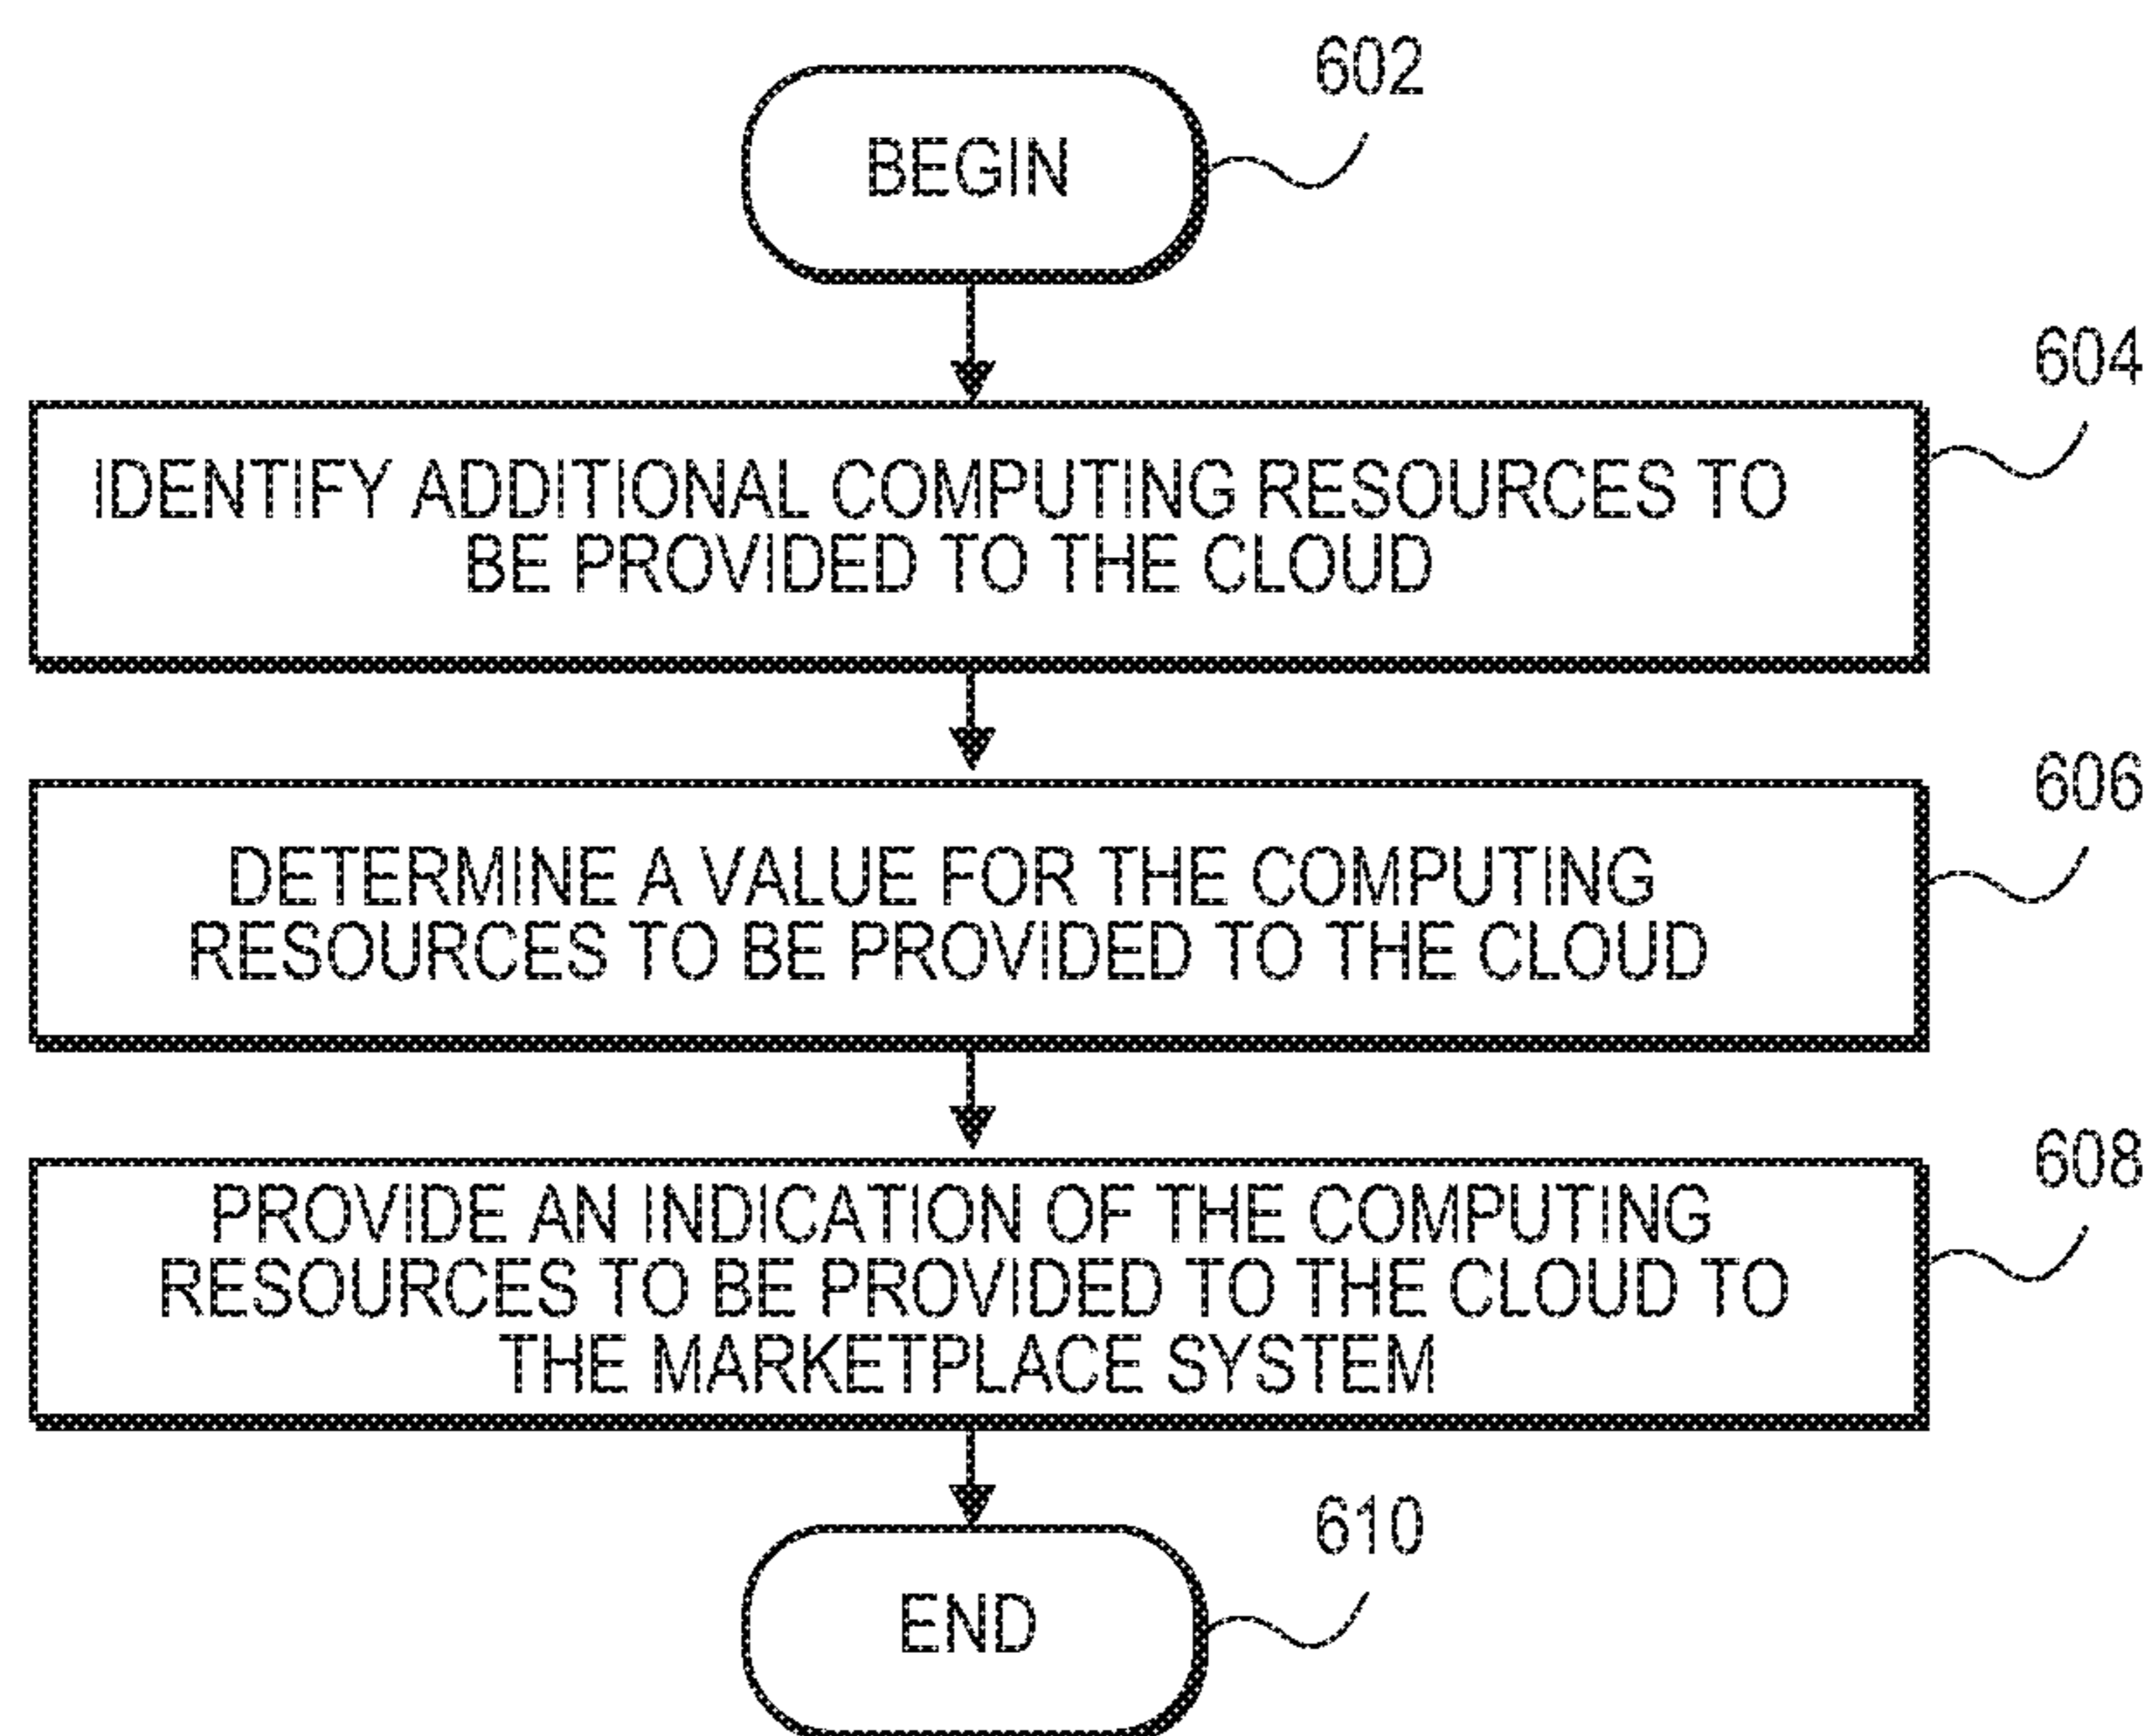 602
BEGIN
604
IDENTIFY ADDITIONAL COMPUTING RESOURCES TO
BE PROVIDED TO THE CLOUD
606
DETERMINE A VALUE FOR THE COMPUTING
RESOURCES TO BE PROVIDED TO THE CLOUD
608
PROVIDE AN INDICATION OF THE COMPUTING
RESOURCES TO BE PROVIDED TO THE CLOUD TO
THE MARKETPLACE SYSTEM
610
END